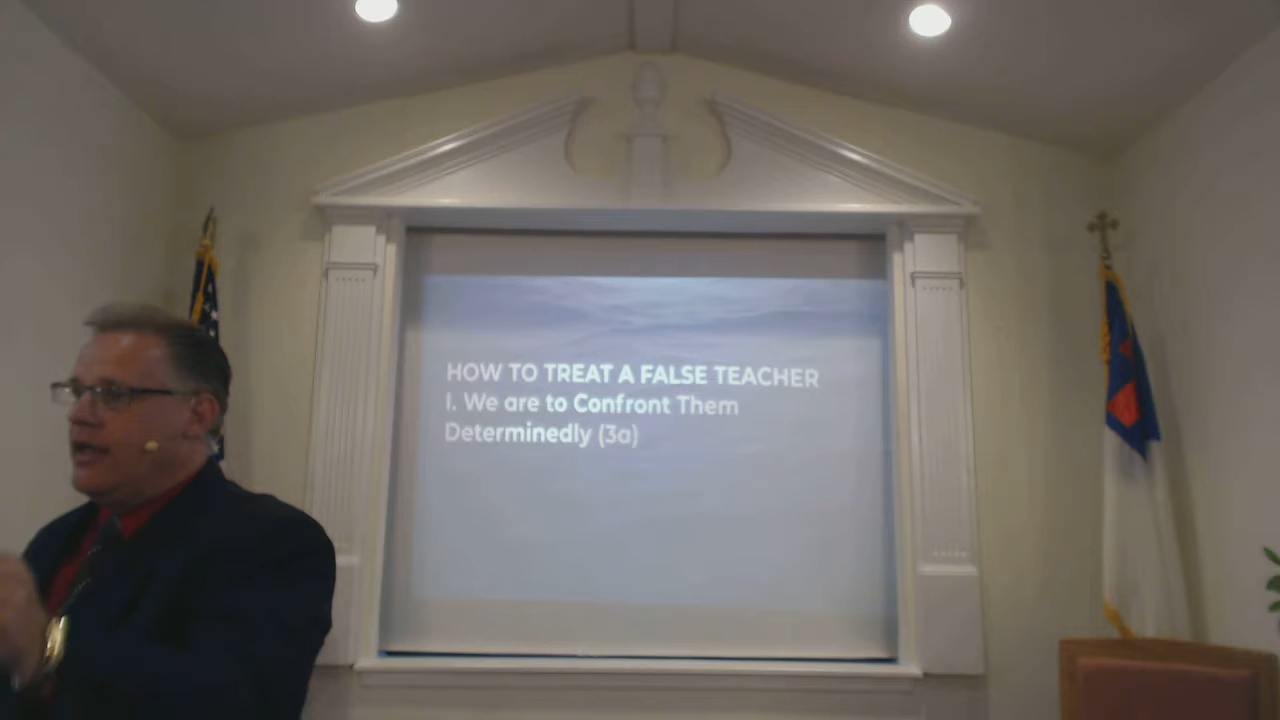 HOW TO TREAT A FALSE TEACHER
I. We are to Confront Them
Determinedly (3a)